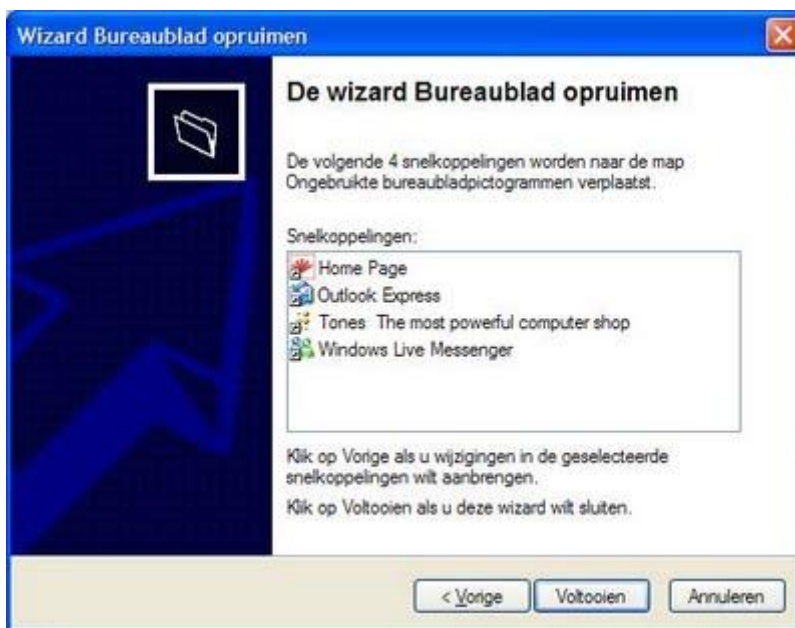 Wizard Bureaublad opruimen
De wizard Bureaublad opruimen
De volgende 4 snelkoppelingen worden naar de map
Ongebruikte bureaubladpictogrammen verplaatst.
Snelkoppelingen:
Home Page
Outlook Express
Tones The most powerful computer shop
Windows Live Messenger
Klik op Vorige als u wijzigingen in de geselecteerde
snelkoppelingen wilt aanbrengen.
Klik op Voltooien als u deze wizard wilt sluiten.
< Vorige Voltooien Annuleren